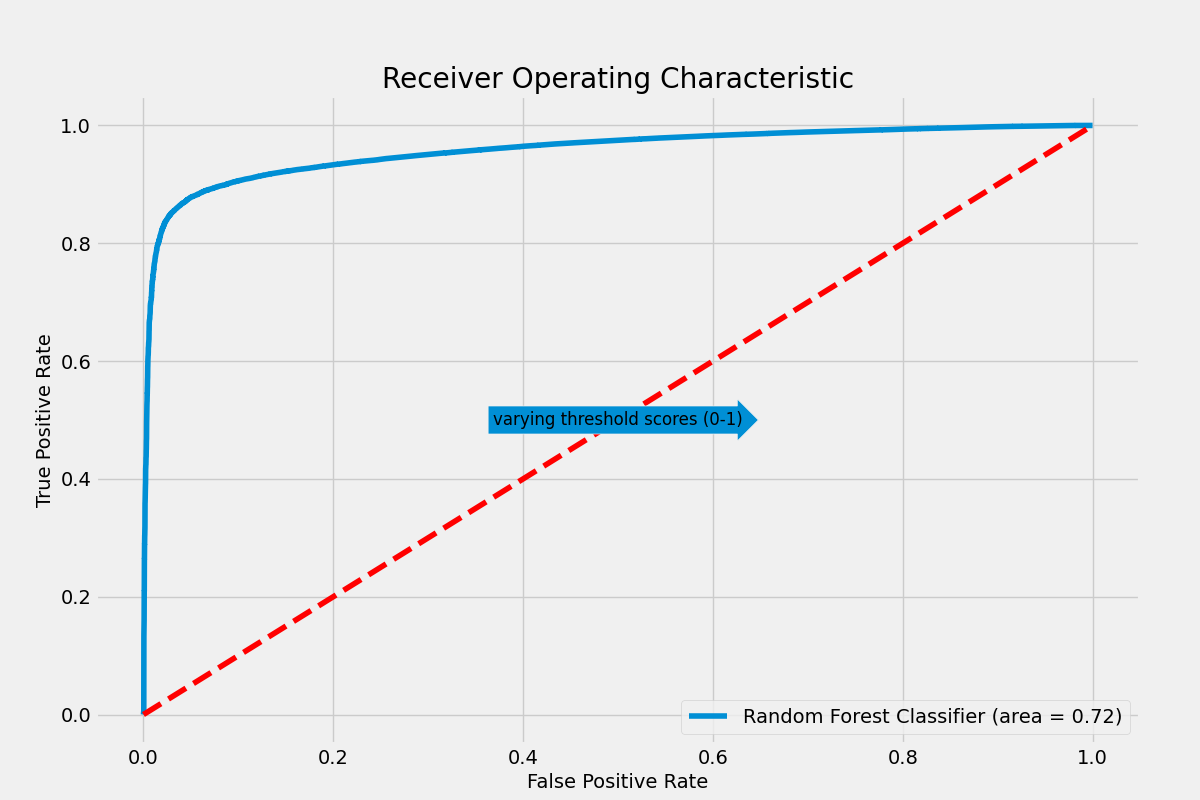 Receiver Operating Characteristic
1.0
0.8
0.6
0.4
0.2
0.0
True Positive Rate
varying threshold scores (0-1)
Random Forest Classifier (area = 0.72)
0.0 0.2 0.4 0.6 0.8 1.0
False Positive Rate